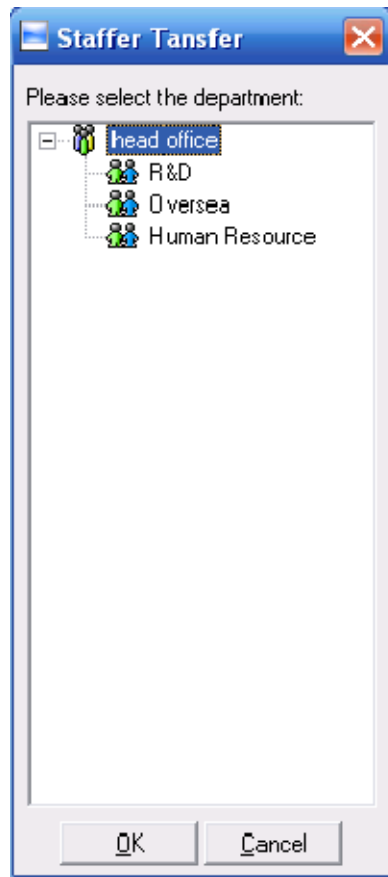 Staffer Tansfer
Please select the department:
head office
R&D
Oversea
Human Resource
OK Cancel